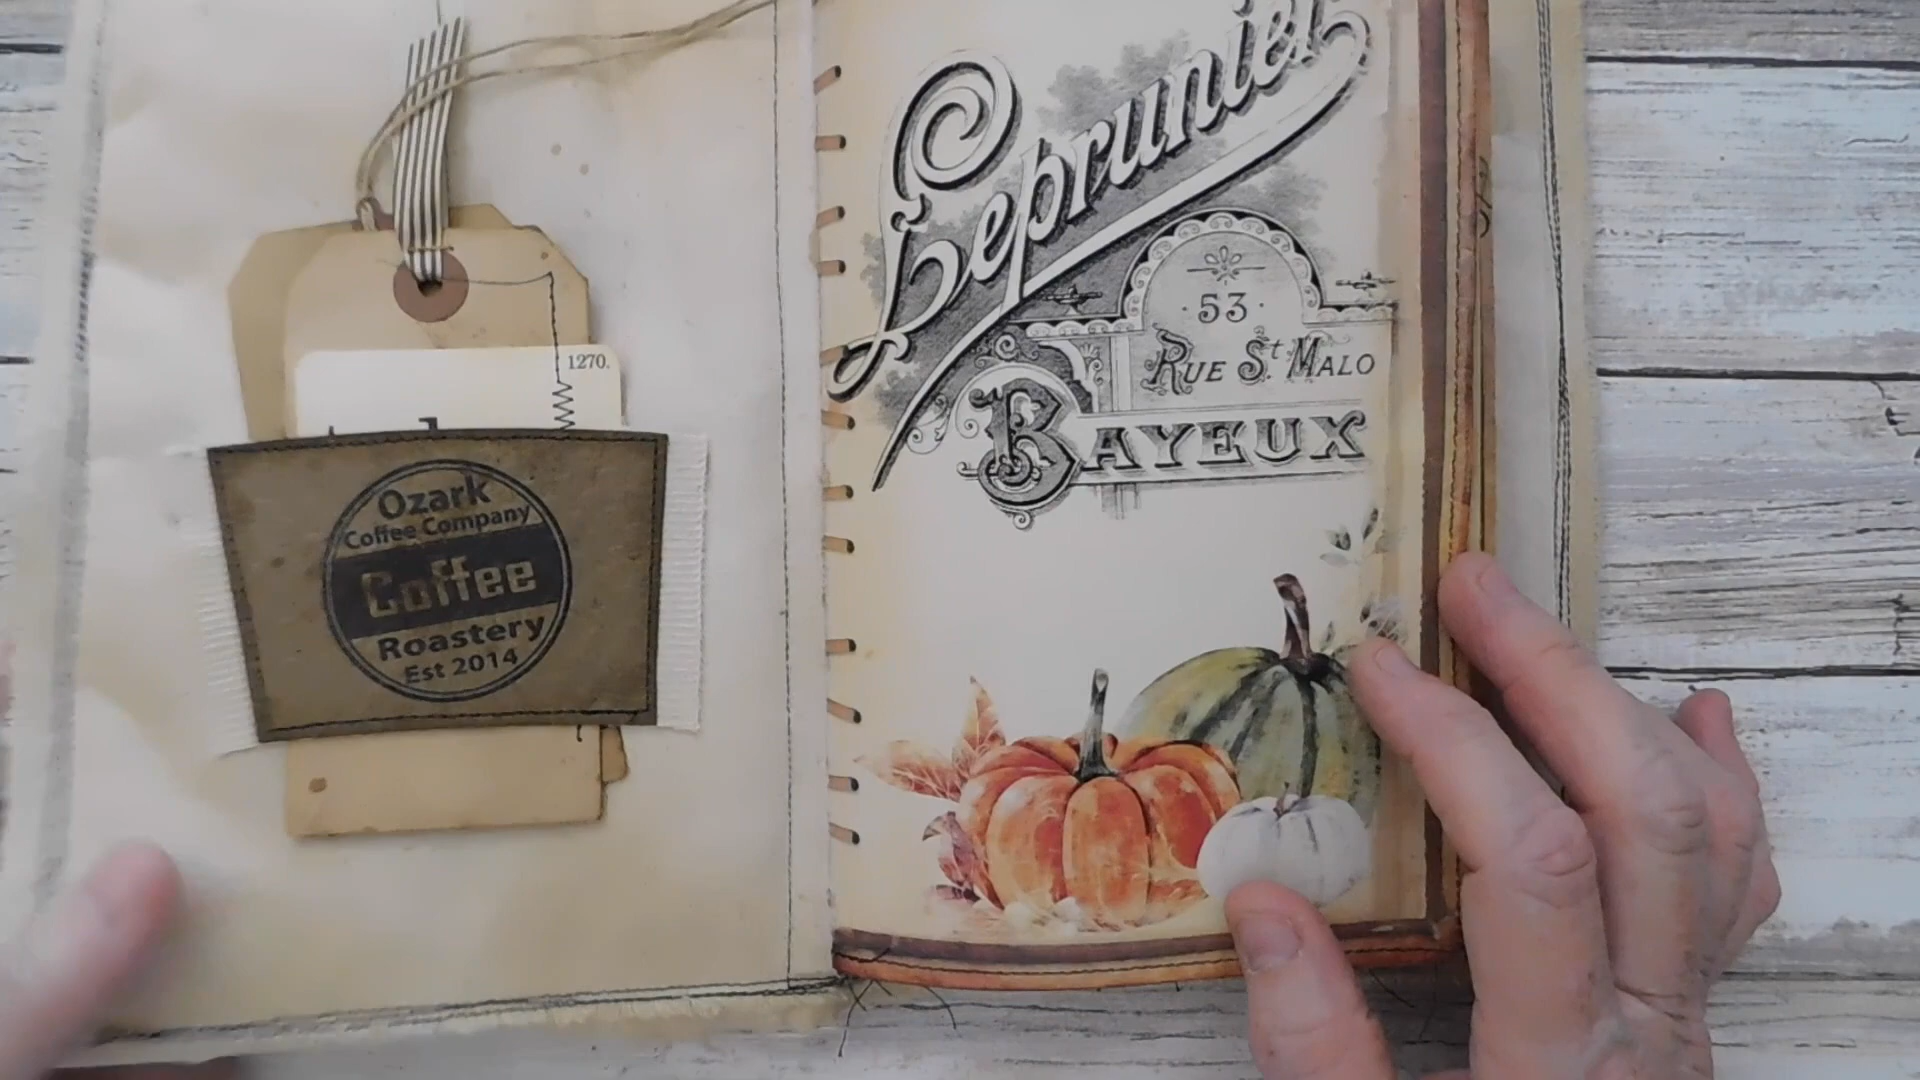 1270.
Ozark
Coffee Company
Coffee
Roastery
Est 2014
Leprunier
53
Rue St. Malo
Bayeux